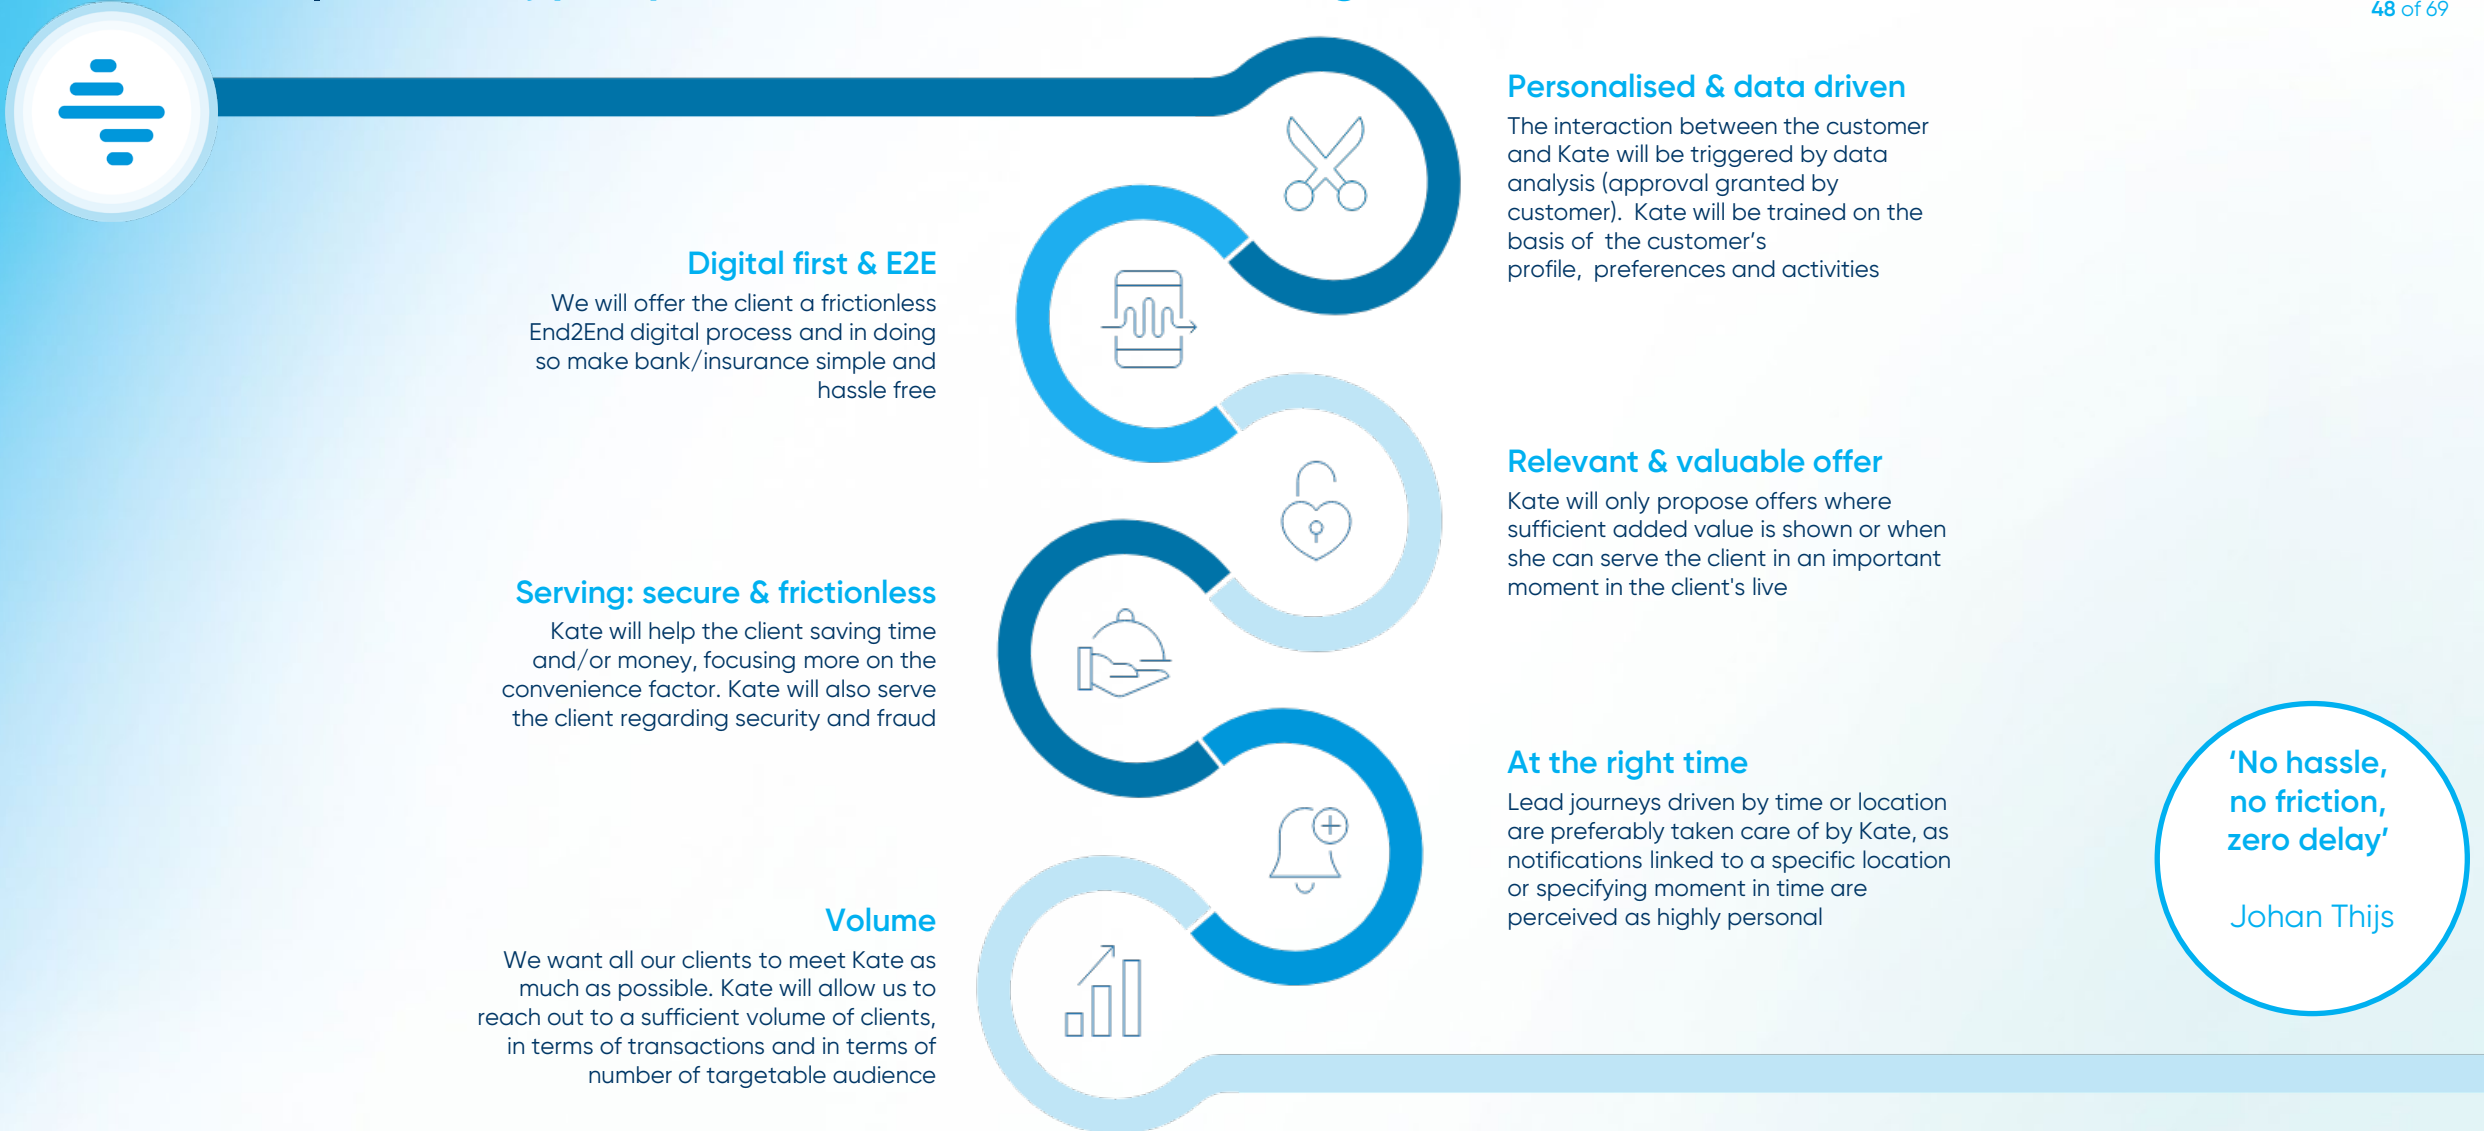 48 of 69
Personalised & data driven
The interaction between the customer
and Kate will be triggered by data
analysis (approval granted by
customer).  Kate will be trained on the
basis of  the customer’s
profile,  preferences and activities
Digital first & E2E
We will offer the client a frictionless
End2End digital process and in doing
so make bank/insurance simple and
hassle free
Relevant & valuable offer
Kate will only propose offers where
sufficient added value is shown or when
she can serve the client in an important
moment in the client's live
Serving: secure & frictionless
Kate will help the client saving time
and/or money, focusing more on the
convenience factor. Kate will also serve
the client regarding security and fraud
At the right time
Lead journeys driven by time or location
are preferably taken care of by Kate, as
notifications linked to a specific location
or specifying moment in time are
perceived as highly personal
Volume
We want all our clients to meet Kate as
much as possible. Kate will allow us to
reach out to a sufficient volume of clients,
in terms of transactions and in terms of
number of targetable audience
‘No hassle,
no friction,
zero delay’
Johan Thijs